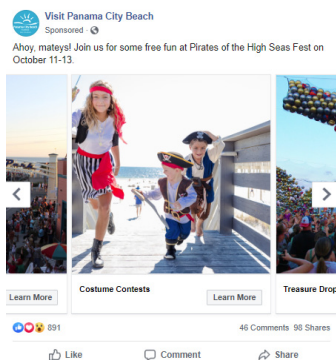 Visit Panama City Beach
Sponsored ·
Ahoy, mateys! Join us for some free fun at Pirates of the High Seas Fest on
October 11-13.
Learn More
Costume Contests
Learn More
Treasure Drop
891
46 Comments 98 Shares
Like
Comment
Share